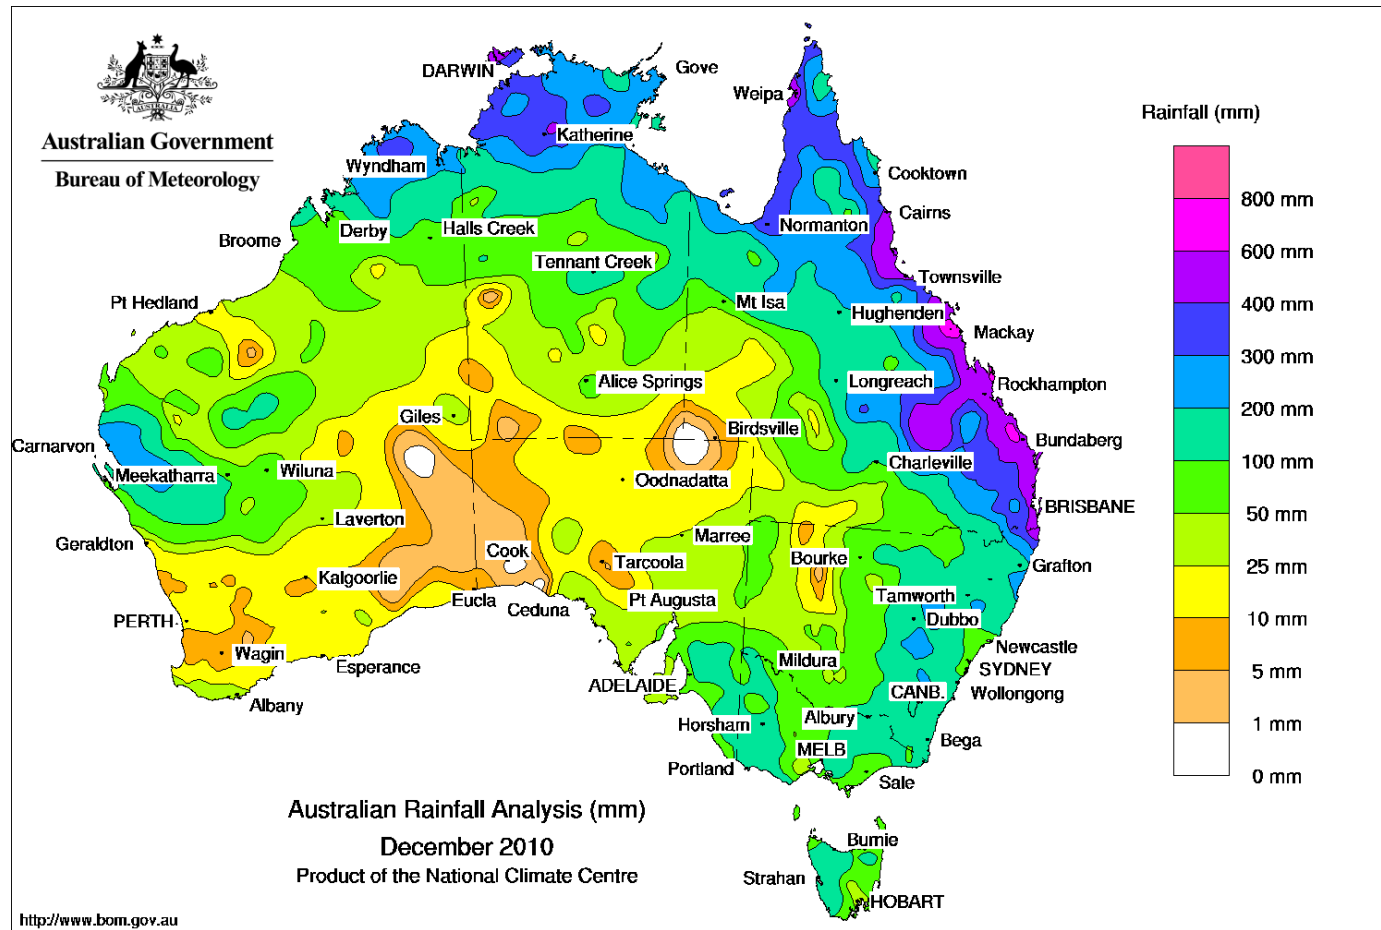 AUSTRALIA
Australian Government
Bureau of Meteorology
DARWIN
Gove
Weipa
Katherine
Wyndham
Cooktown
Cairns
Normanton
Derby
Halls Creek
Broome
Tennant Creek
Townsville
Pt Hedland
Mt Isa
Hughenden
Mackay
Alice Springs
Longreach
Rockhampton
Giles
Birdsville
Bundaberg
Carnarvon
Meekatharra
Wiluna
Charleville
Oodnadatta
BRISBANE
Laverton
Marree
Geraldton
Cook
Bourke
Grafton
Tarcoola
Kalgoorlie
Eucla
Ceduna
Pt Augusta
Tamworth
PERTH
Dubbo
Wagin
Esperance
Newcastle
Mildura
SYDNEY
ADELAIDE
CANB.
Wollongong
Albany
Horsham
Albury
Bega
MELB
Portland
Sale
Burnie
Strahan
HOBART
Rainfall (mm)
800 mm
600 mm
400 mm
300 mm
200 mm
100 mm
50 mm
25 mm
10 mm
5 mm
1 mm
0 mm
Australian Rainfall Analysis (mm)
December 2010
Product of the National Climate Centre
http://www.bom.gov.au